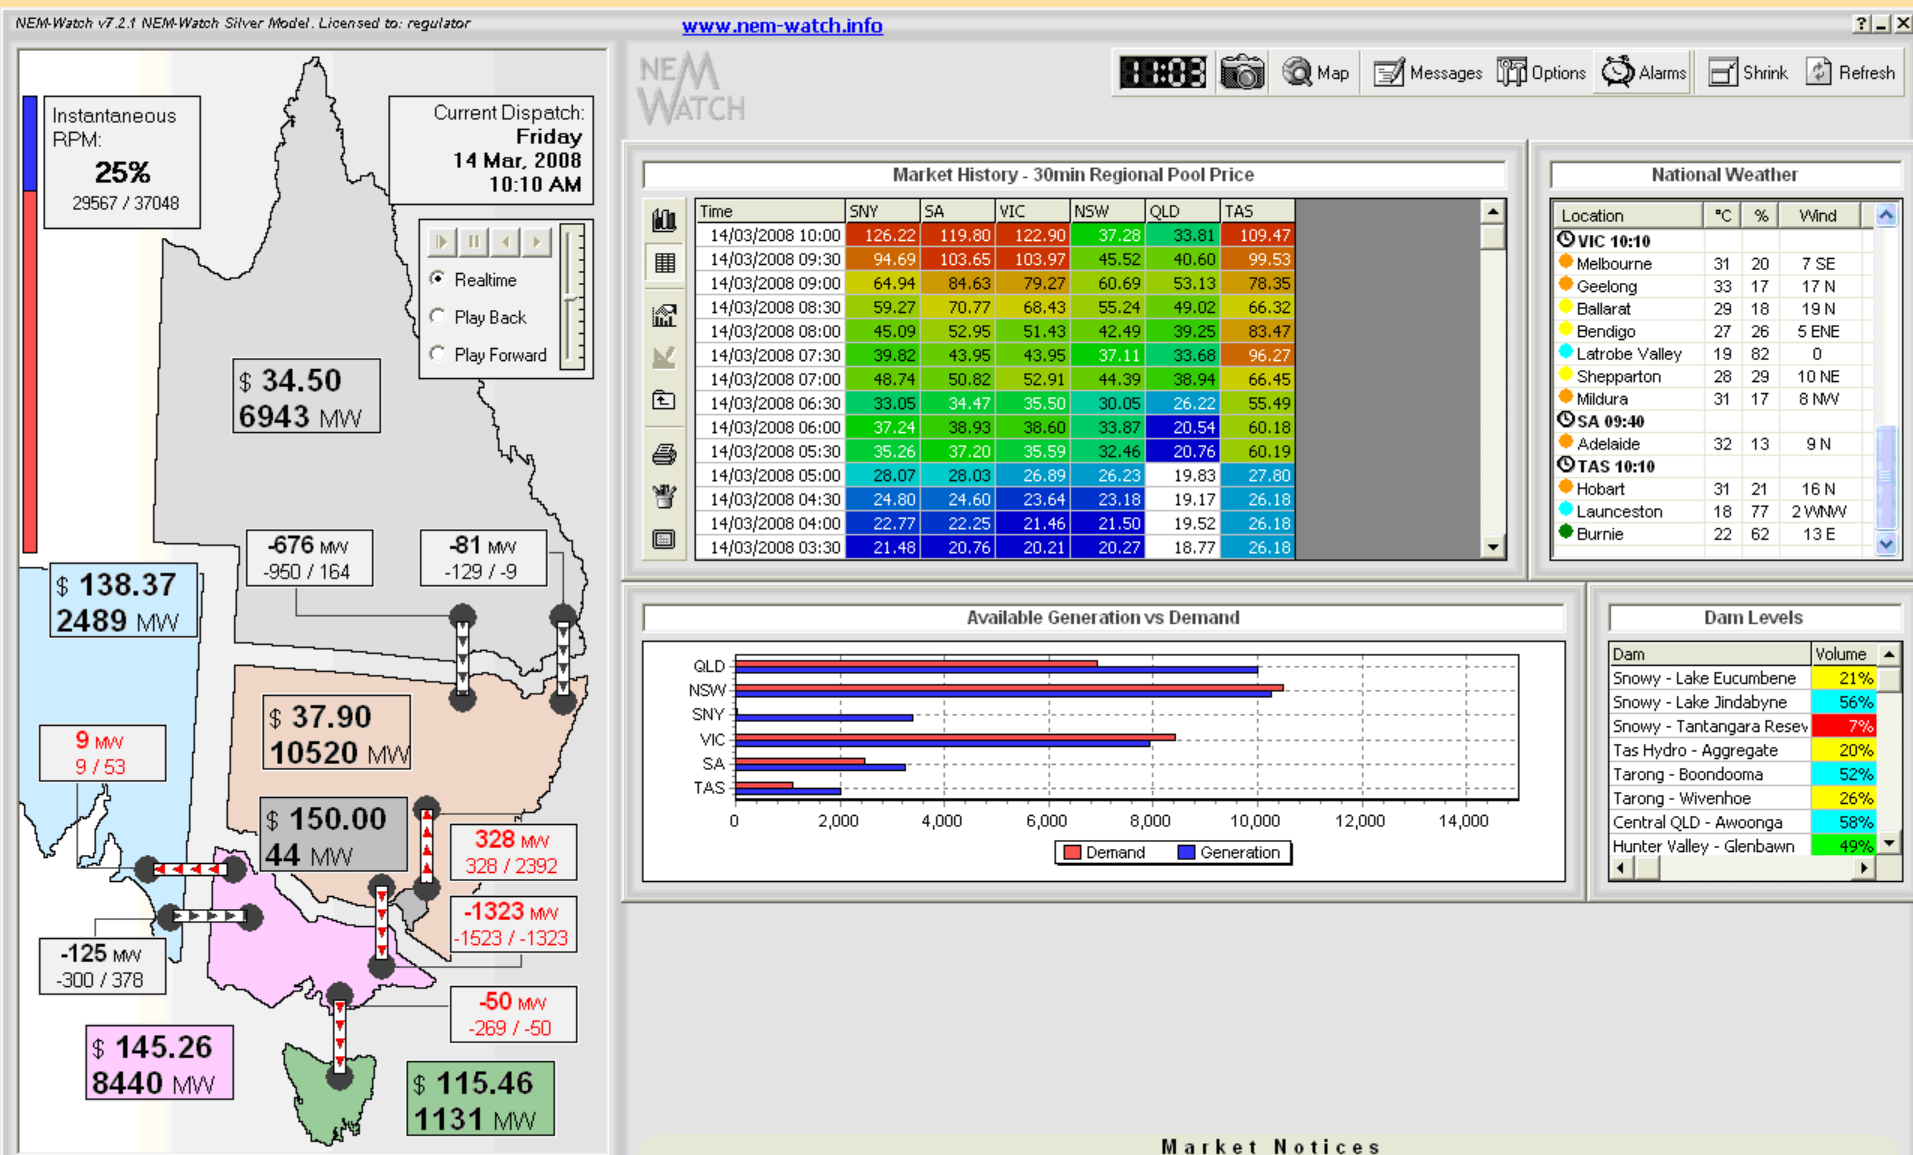 NEM-Watch v7.2.1 NEM-Watch Silver Model. Licensed to: regulator
www.nem-watch.info
NEM
WATCH
11:03
Map
Messages
Options
Alarms
Shrink
Refresh
Instantaneous
RPM:
25%
29567 / 37048
Current Dispatch:
Friday
14 Mar, 2008
10:10 AM
Realtime
Play Back
Play Forward
$ 34.50
6943 MW
-676 MW
-950 / 164
-81 MW
-129 / -9
$ 138.37
2489 MW
$ 37.90
10520 MW
9 MW
9 / 53
$ 150.00
44 MW
328 MW
328 / 2392
-1323 MW
-1523 / -1323
-125 MW
-300 / 378
-50 MW
-269 / -50
$ 145.26
8440 MW
$ 115.46
1131 MW
Market History - 30min Regional Pool Price
Time SNY SA VIC NSW QLD TAS
14/03/2008 10:00 126.22 119.80 122.90 37.28 33.81 109.47
14/03/2008 09:30 94.69 103.65 103.97 45.52 40.60 99.53
14/03/2008 09:00 64.94 84.63 79.27 60.69 53.13 78.35
14/03/2008 08:30 59.27 70.77 68.43 55.24 49.02 66.32
14/03/2008 08:00 45.09 52.95 51.43 42.49 39.25 83.47
14/03/2008 07:30 39.82 43.95 43.95 37.11 33.68 96.27
14/03/2008 07:00 48.74 50.82 52.91 44.39 38.94 66.45
14/03/2008 06:30 33.05 34.47 35.50 30.05 26.22 55.49
14/03/2008 06:00 37.24 38.93 38.60 33.87 20.54 60.18
14/03/2008 05:30 35.26 37.20 35.59 32.46 20.76 60.19
14/03/2008 05:00 28.07 28.03 26.89 26.23 19.83 27.80
14/03/2008 04:30 24.80 24.60 23.64 23.18 19.17 26.18
14/03/2008 04:00 22.77 22.25 21.46 21.50 19.52 26.18
14/03/2008 03:30 21.48 20.76 20.21 20.27 18.77 26.18
National Weather
Location °C % Wind
VIC 10:10
Melbourne 31 20 7 SE
Geelong 33 17 17 N
Ballarat 29 18 19 N
Bendigo 27 26 5 ENE
Latrobe Valley 19 82 0
Shepparton 28 29 10 NE
Mildura 31 17 8 NW
SA 09:40
Adelaide 32 13 9 N
TAS 10:10
Hobart 31 21 16 N
Launceston 18 77 2 WNW
Burnie 22 62 13 E
Available Generation vs Demand
QLD
NSW
SNY
VIC
SA
TAS
0 2,000 4,000 6,000 8,000 10,000 12,000 14,000
Demand Generation
Dam Levels
Dam Volume
Snowy - Lake Eucumbene 21%
Snowy - Lake Jindabyne 56%
Snowy - Tantangara Resev 7%
Tas Hydro - Aggregate 20%
Tarong - Boondooma 52%
Tarong - Wivenhoe 26%
Central QLD - Awoonga 58%
Hunter Valley - Glenbawn 49%
Market Notices